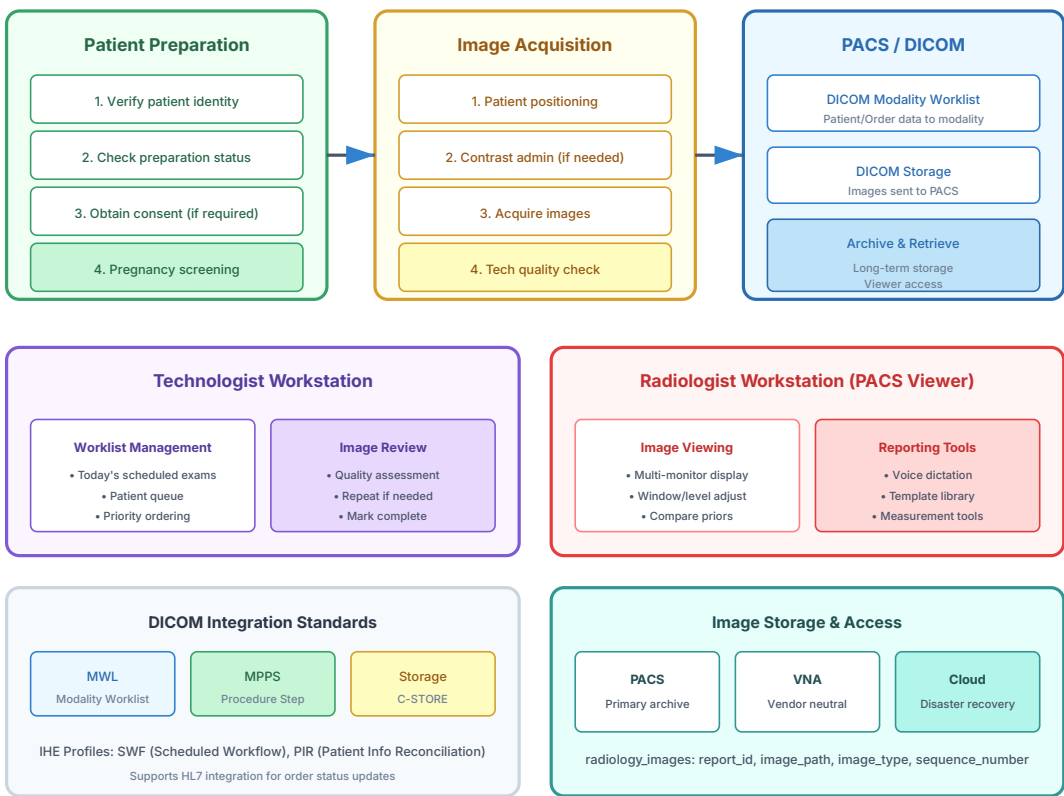 Patient Preparation
1. Verify patient identity
2. Check preparation status
3. Obtain consent (if required)
4. Pregnancy screening
Image Acquisition
1. Patient positioning
2. Contrast admin (if needed)
3. Acquire images
4. Tech quality check
PACS / DICOM
DICOM Modality Worklist
Patient/Order data to modality
DICOM Storage
Images sent to PACS
Archive & Retrieve
Long-term storage
Viewer access
Technologist Workstation
Worklist Management
• Today's scheduled exams
• Patient queue
• Priority ordering
Image Review
• Quality assessment
• Repeat if needed
• Mark complete
Radiologist Workstation (PACS Viewer)
Image Viewing
• Multi-monitor display
• Window/level adjust
• Compare priors
Reporting Tools
• Voice dictation
• Template library
• Measurement tools
DICOM Integration Standards
MWL
Modality Worklist
MPPS
Procedure Step
Storage
C-STORE
IHE Profiles: SWF (Scheduled Workflow), PIR (Patient Info Reconciliation)
Supports HL7 integration for order status updates
Image Storage & Access
PACS
Primary archive
VNA
Vendor neutral
Cloud
Disaster recovery
radiology_images: report_id, image_path, image_type, sequence_number